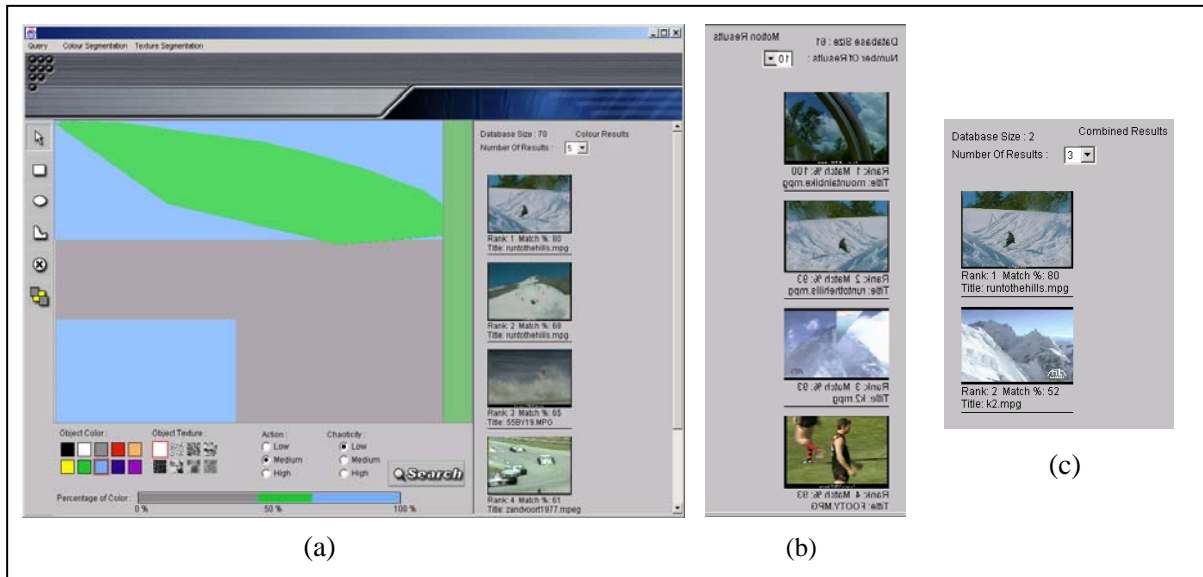 Query Colour Segmentation Texture Segmentation
Database Size : 70 Colour Results
Number Of Results : 5
Rank: 1 Match %: 80
Title: runtothehills.mpg
Rank: 2 Match %: 68
Title: runtothehills.mpg
Rank: 3 Match %: 65
Title: 55BY19.MPG
Rank: 4 Match %: 61
Title: zandvoort1977.mpeg
Object Color :
Object Texture :
Action :
Low
Medium
High
Chaoticity :
Low
Medium
High
Search
Percentage of Color :
0 % 50 % 100 %
(a)
Database Size : 61 Motion Results
Number Of Results : 10
Rank: 1 Match %: 100
Title: mountainbike.mpg
Rank: 2 Match %: 93
Title: runtothehills.mpg
Rank: 3 Match %: 93
Title: k2.mpg
Rank: 4 Match %: 93
Title: FOOTY.MPG
(b)
Database Size : 2 Combined Results
Number Of Results : 3
Rank: 1 Match %: 80
Title: runtothehills.mpg
Rank: 2 Match %: 52
Title: k2.mpg
(c)